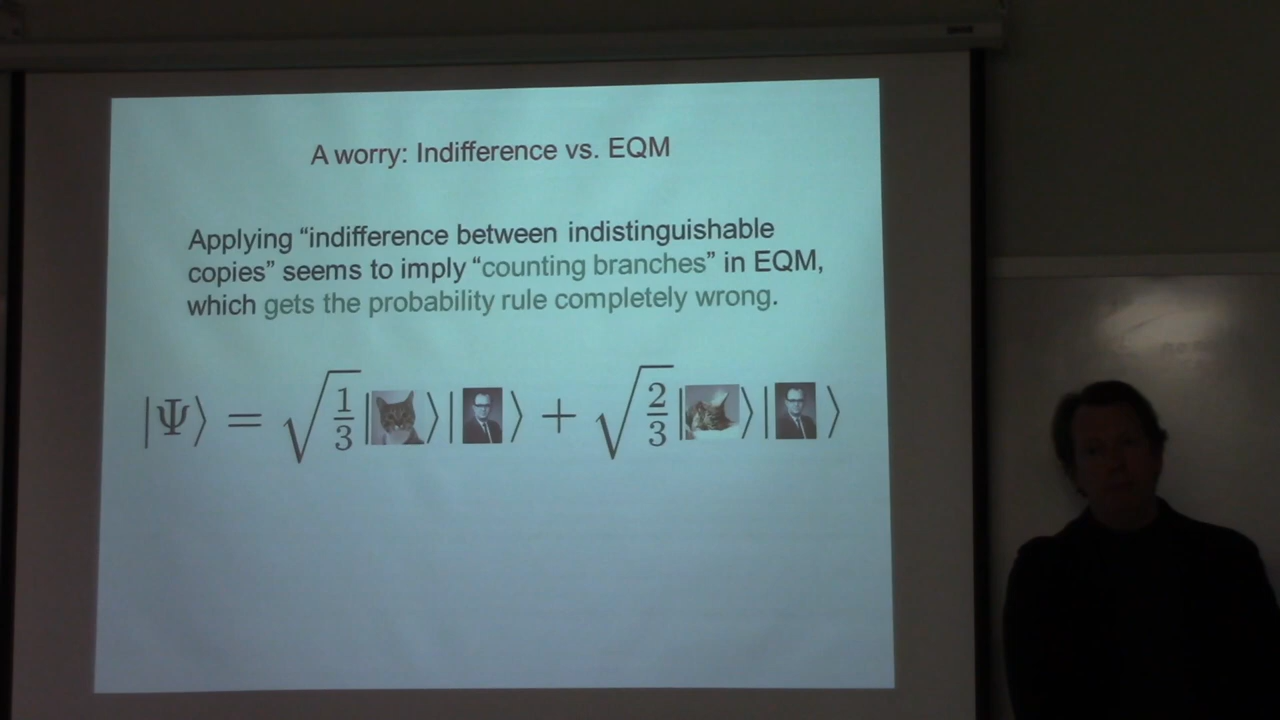 A worry: Indifference vs. EQM
Applying “indifference between indistinguishable
copies” seems to imply “counting branches” in EQM,
which gets the probability rule completely wrong.
|Ψ⟩ = √1/3 | ⟩| ⟩ + √2/3 | ⟩| ⟩